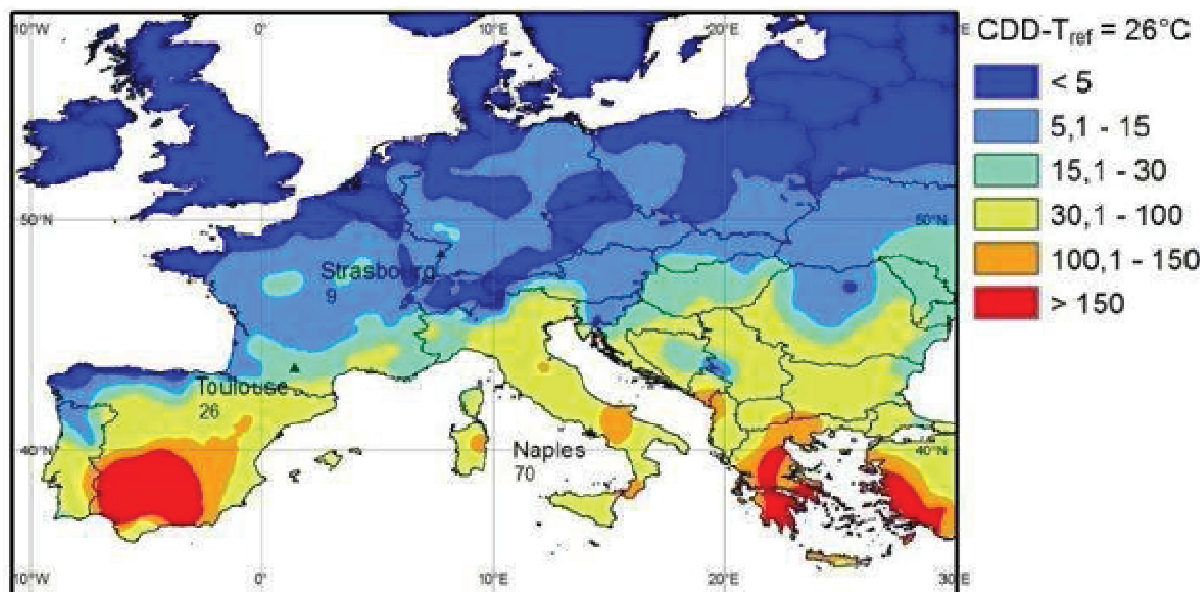 10°W
0°
10°E
20°E
CDD-Tref = 26°C
< 5
5,1 - 15
15,1 - 30
30,1 - 100
100,1 - 150
> 150
50°N
50°N
Strasbourg
9
Toulouse
26
40°N
Naples
70
40°N
10°W
0°
10°E
20°E
30°E